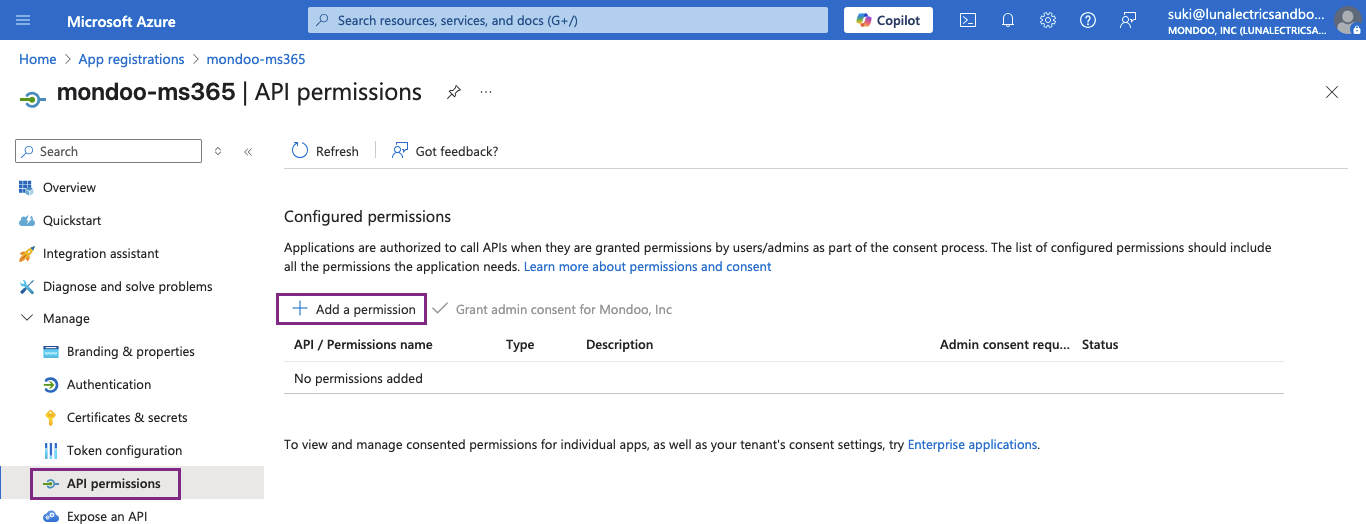 Microsoft Azure
Search resources, services, and docs (G+/)
Copilot
suki@lunalectricsandbo...
MONDOO, INC (LUNALECTRICSA...
Home > App registrations > mondoo-ms365
mondoo-ms365 | API permissions
Search
Refresh
Got feedback?
Overview
Quickstart
Integration assistant
Diagnose and solve problems
Manage
Branding & properties
Authentication
Certificates & secrets
Token configuration
API permissions
Expose an API
Configured permissions
Applications are authorized to call APIs when they are granted permissions by users/admins as part of the consent process. The list of configured permissions should include
all the permissions the application needs. Learn more about permissions and consent
Add a permission
Grant admin consent for Mondoo, Inc
API / Permissions name Type Description Admin consent requ... Status
No permissions added
To view and manage consented permissions for individual apps, as well as your tenant's consent settings, try Enterprise applications.